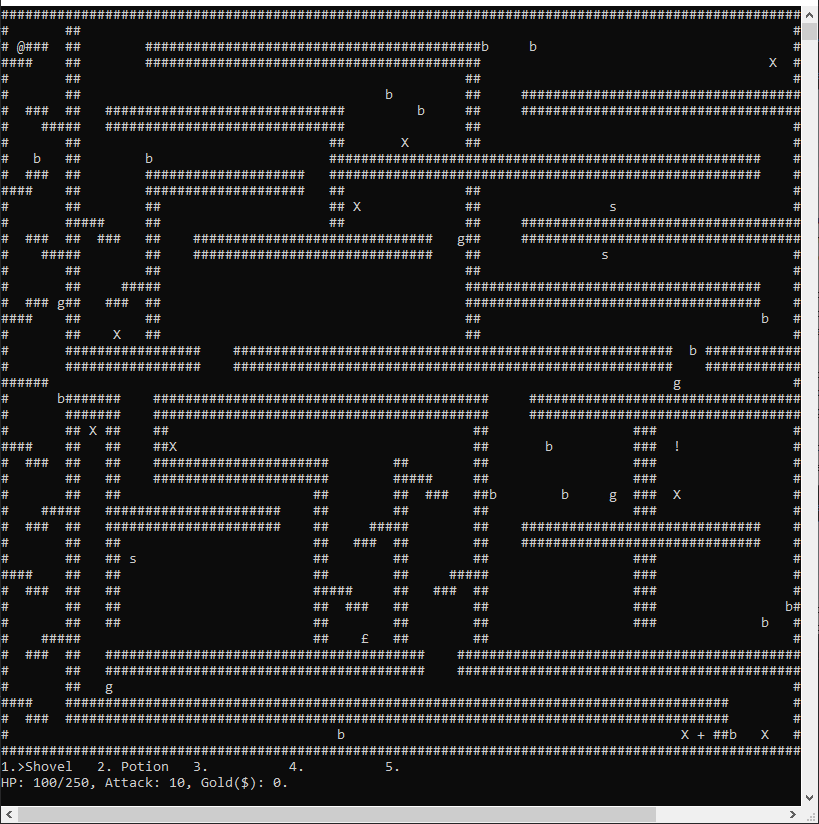 ####################################################################################################
# ## #
# @### ## ##########################################b b #
#### ## ########################################## X #
# ## ## #
# ## b ## ###################################
# ### ## ############################## b ## ###################################
# ##### ############################## ## #
# ## ## X ## #
# b ## b ###################################################### #
# ### ## #################### ###################################################### #
#### ## #################### ## ## #
# ## ## ## X ## s #
# ##### ## ## ## ###################################
# ### ## ### ## ############################## g## ###################################
# ##### ## ############################## ## s #
# ## ## ## #
# ## ##### ##################################### #
# ### g## ### ## ##################################### #
#### ## ## ## b #
# ## X ## ## #
# ################# ####################################################### b ############
# ################# ####################################################### ############
###### g #
# b####### ########################################## ##################################
# ####### ########################################## ##################################
# ## X ## ## ## ### #
#### ## ## ##X ## b ### ! #
# ### ## ## ###################### ## ## ### #
# ## ## ###################### ##### ## ### #
# ## ## ## ## ### ##b b g ### X #
# ##### ###################### ## ## ## ### #
# ### ## ###################### ## ##### ## ############################## #
# ## ## ## ### ## ## ############################## #
# ## ## s ## ## ## ### #
#### ## ## ## ## ##### ### #
# ### ## ## ##### ## ### ## ### #
# ## ## ## ### ## ## ### b#
# ## ## ## ## ## ### b #
# ##### ## £ ## ## #
# ### ## ######################################## ###########################################
# ## ######################################## ###########################################
# ## g #
#### ################################################################################### #
# ### ################################################################################### #
# b X + ##b X #
####################################################################################################
1.>Shovel 2. Potion 3. 4. 5.
HP: 100/250, Attack: 10, Gold($): 0.